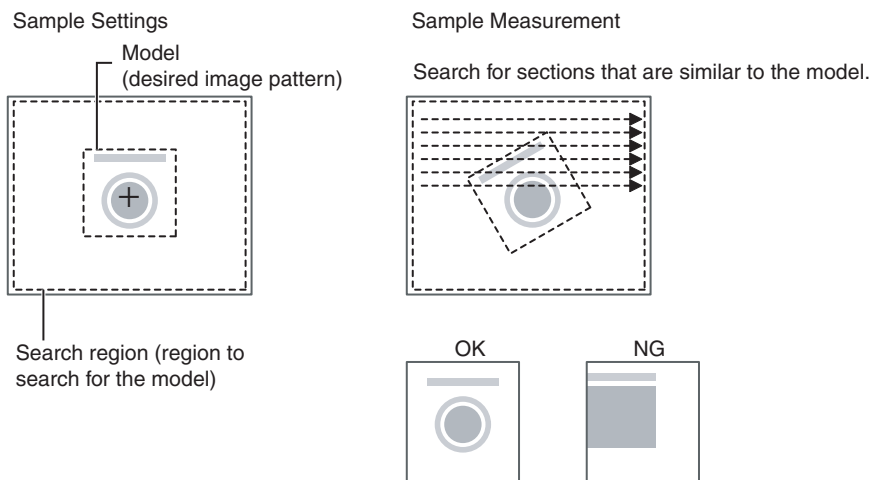 Sample Settings
Model
(desired image pattern)
Search region (region to
search for the model)
Sample Measurement
Search for sections that are similar to the model.
OK
NG